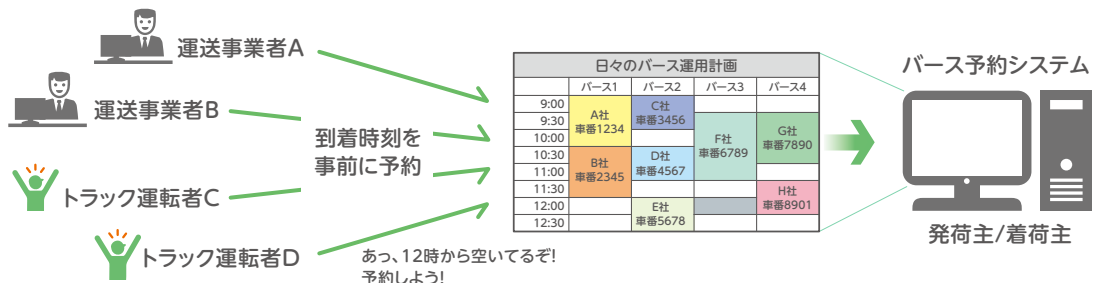 運送事業者A
運送事業者B
トラック運転者C
トラック運転者D
到着時刻を
事前に予約
あっ、12時から空いてるぞ!
予約しよう!
日々のバース運用計画
バース1 バース2 バース3 バース4
9:00
9:30
10:00
10:30
11:00
11:30
12:00
12:30
A社
車番1234
B社
車番2345
C社
車番3456
D社
車番4567
E社
車番5678
F社
車番6789
G社
車番7890
H社
車番8901
バース予約システム
発荷主/着荷主